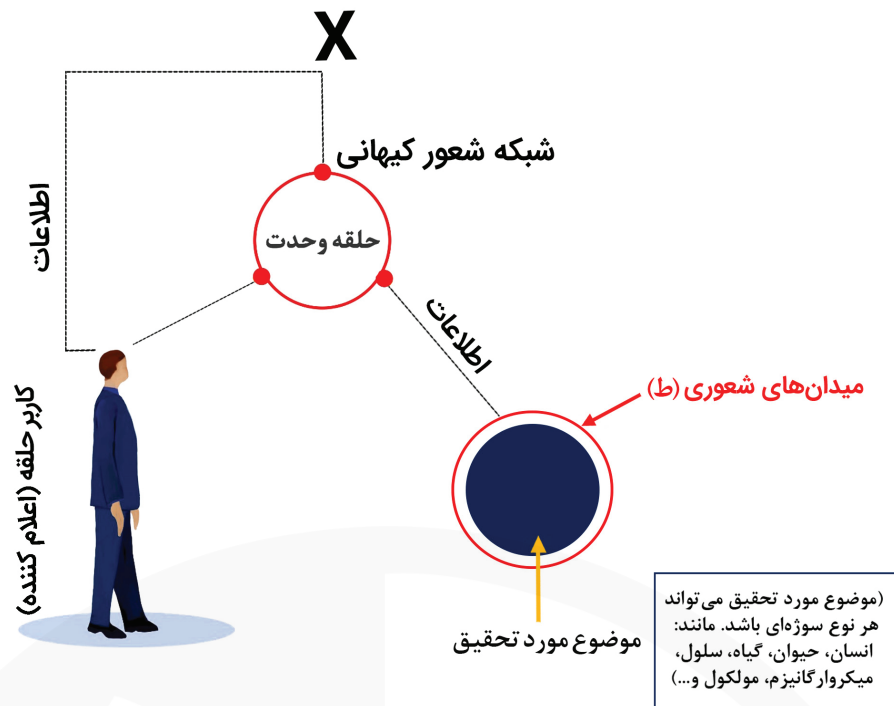 X
شبکه شعور کیهانی
حلقه وحدت
اطلاعات
اطلاعات
میدان‌های شعوری (ط)
کاربر حلقه (اعلام کننده)
موضوع مورد تحقیق
(موضوع مورد تحقیق می‌تواند
هر نوع سوژه‌ای باشد. مانند:
انسان، حیوان، گیاه، سلول،
میکروارگانیزم، مولکول و...)